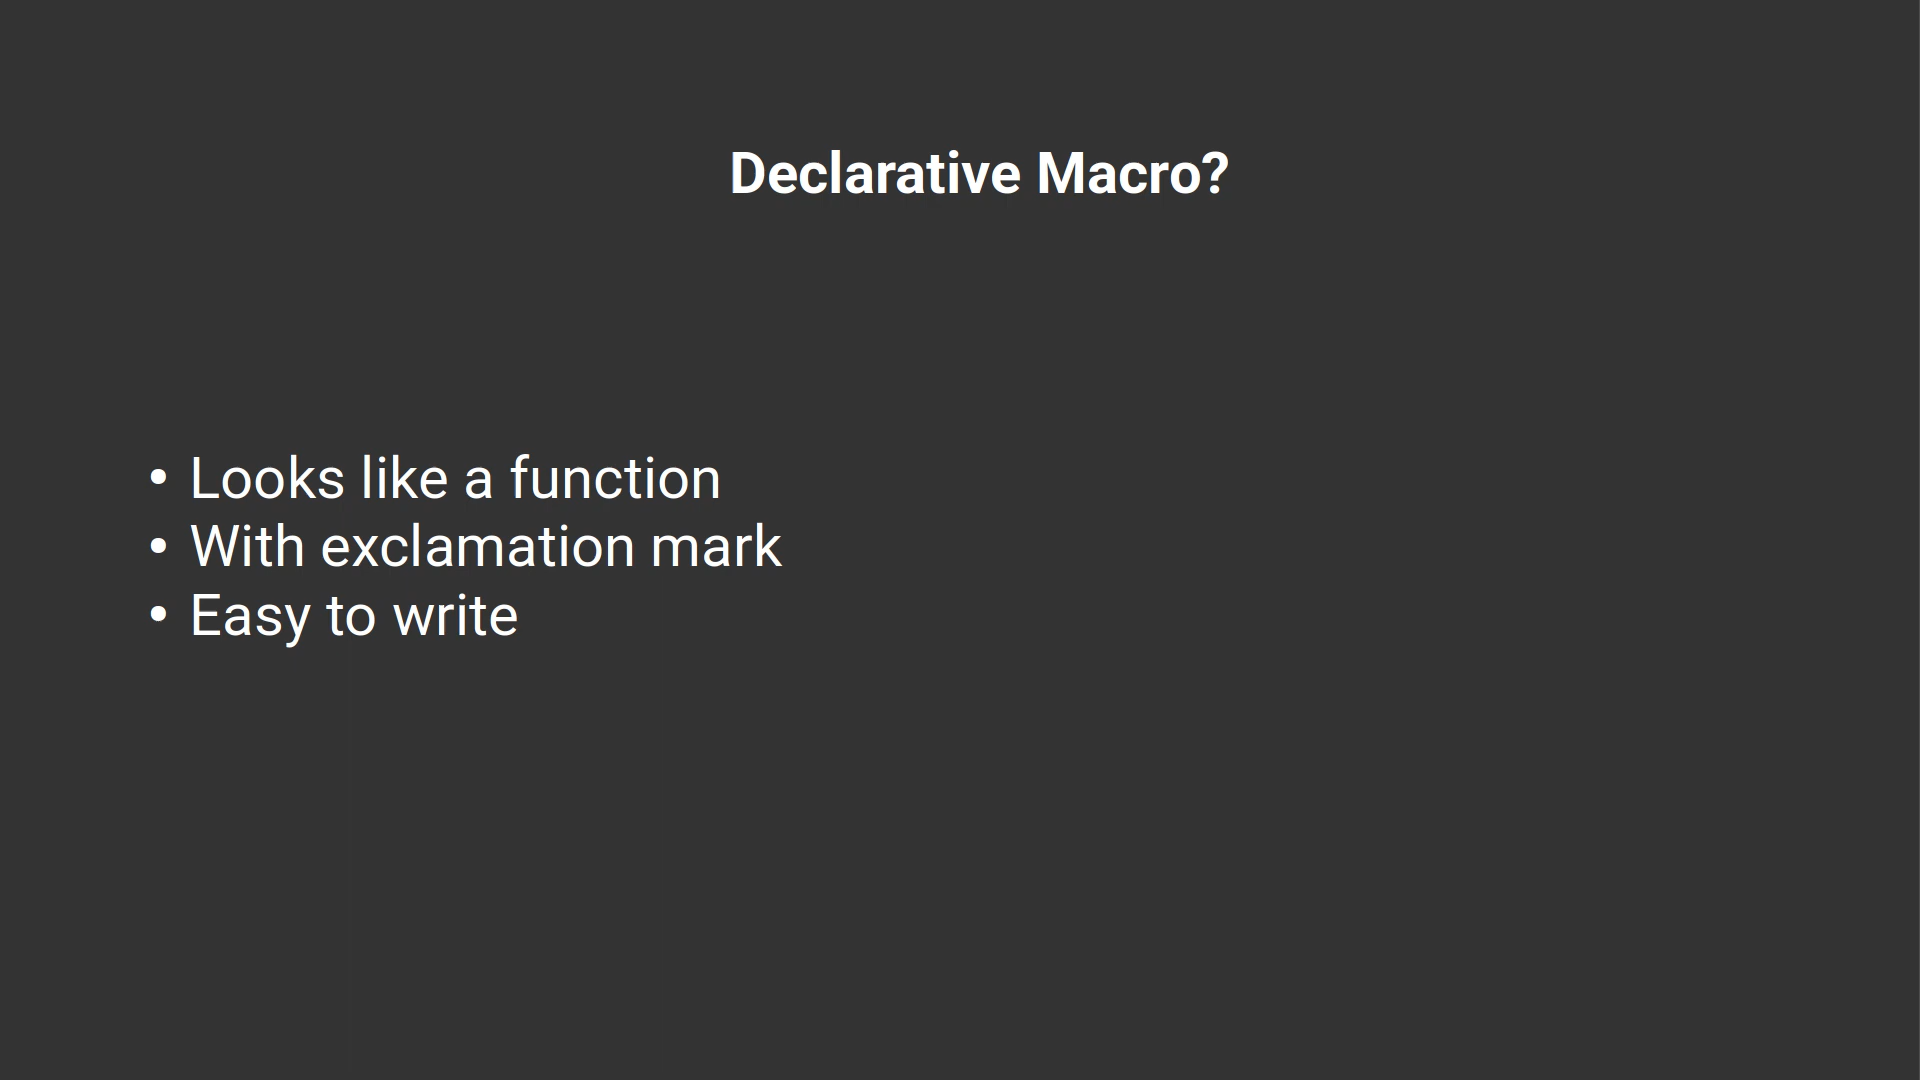 Declarative Macro?
• Looks like a function
• With exclamation mark
• Easy to write